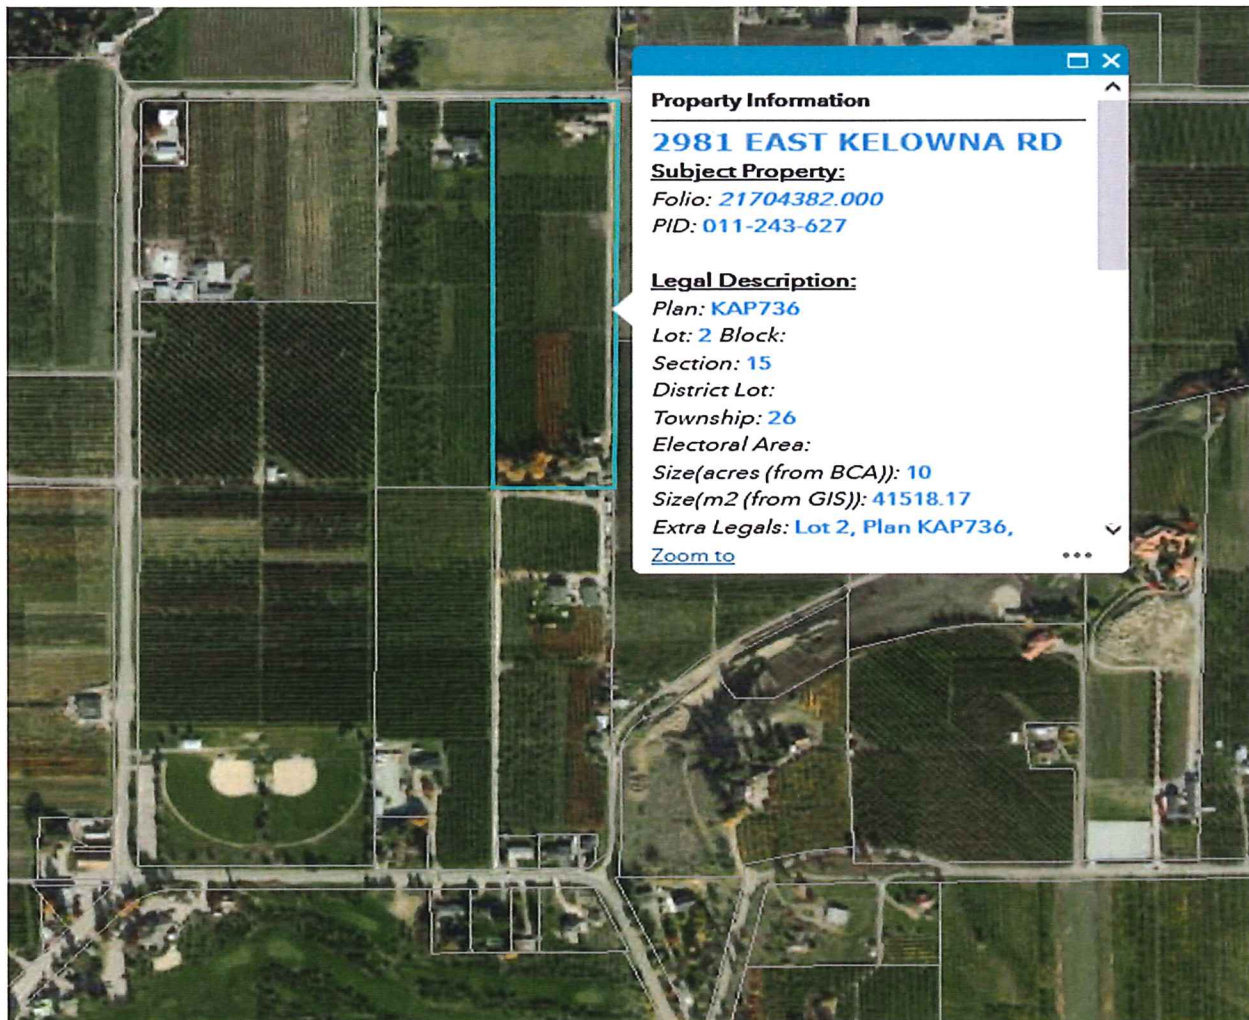 Property Information
2981 EAST KELOWNA RD
Subject Property:
Folio: 21704382.000
PID: 011-243-627
Legal Description:
Plan: KAP736
Lot: 2 Block:
Section: 15
District Lot:
Township: 26
Electoral Area:
Size(acres (from BCA)): 10
Size(m2 (from GIS)): 41518.17
Extra Legals: Lot 2, Plan KAP736,
Zoom to